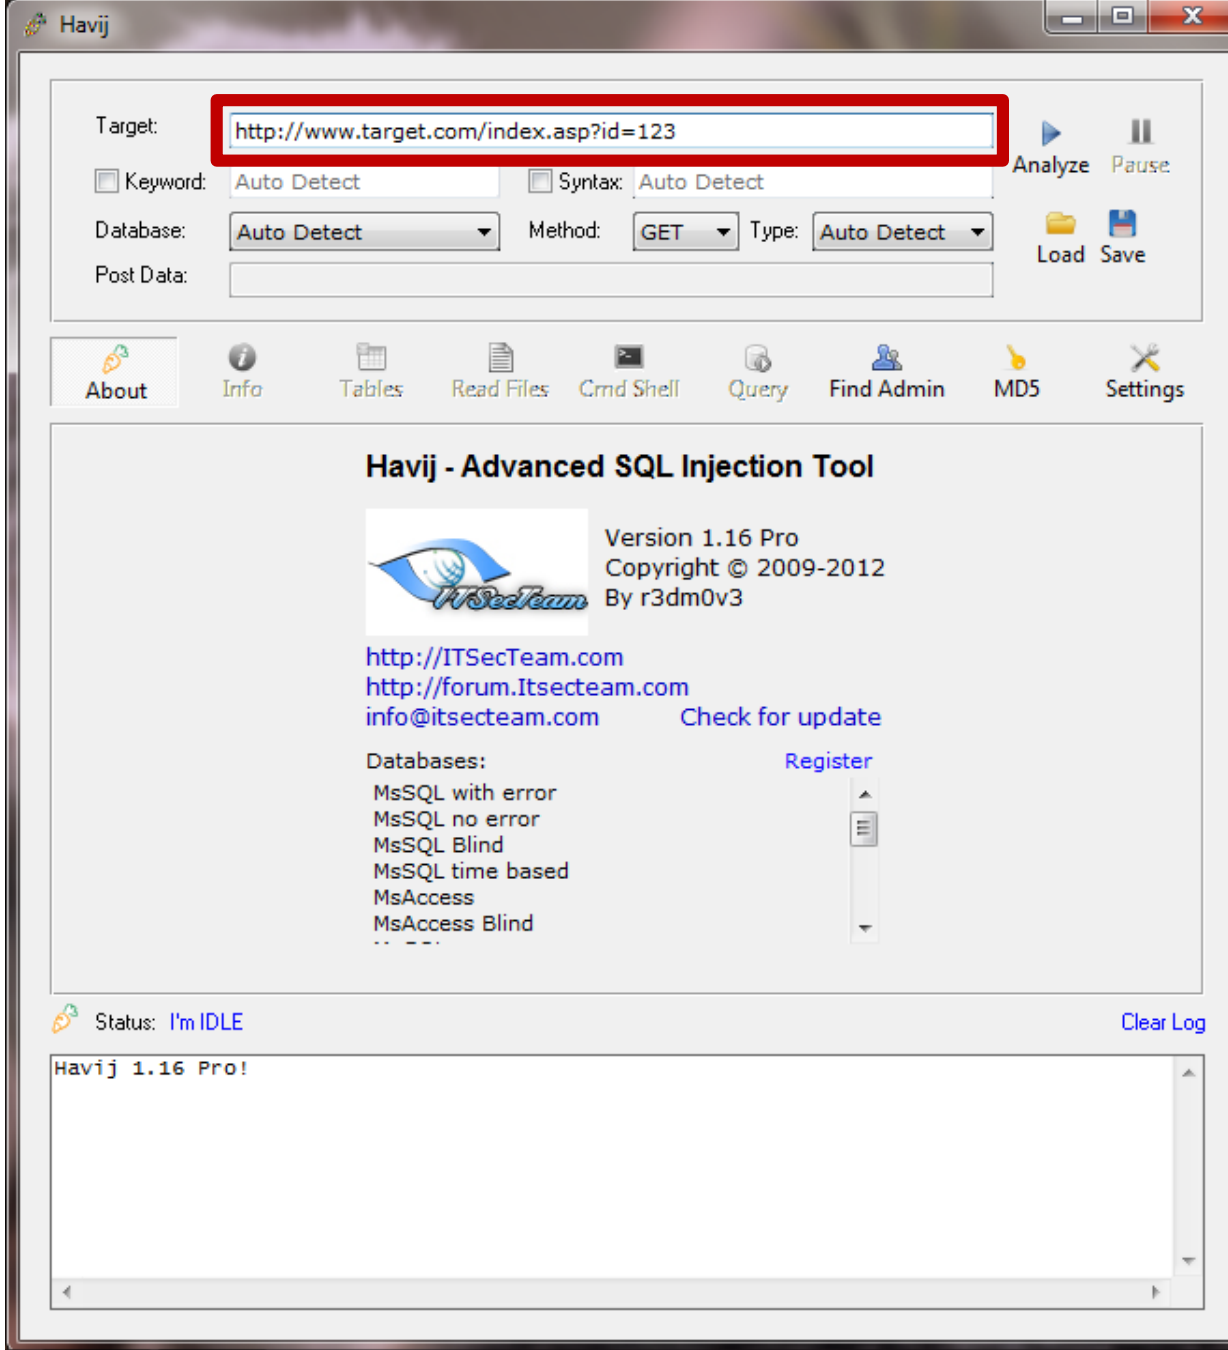 Havij
Target: http://www.target.com/index.asp?id=123
Analyze Pause
Keyword: Auto Detect Syntax: Auto Detect
Database: Auto Detect Method: GET Type: Auto Detect
Load Save
Post Data:
About Info Tables Read Files Cmd Shell Query Find Admin MD5 Settings
Havij - Advanced SQL Injection Tool
ITSecTeam
Version 1.16 Pro
Copyright © 2009-2012
By r3dm0v3
http://ITSecTeam.com
http://forum.Itsecteam.com
info@itsecteam.com Check for update
Databases: Register
MsSQL with error
MsSQL no error
MsSQL Blind
MsSQL time based
MsAccess
MsAccess Blind
Status: I'm IDLE Clear Log
Havij 1.16 Pro!